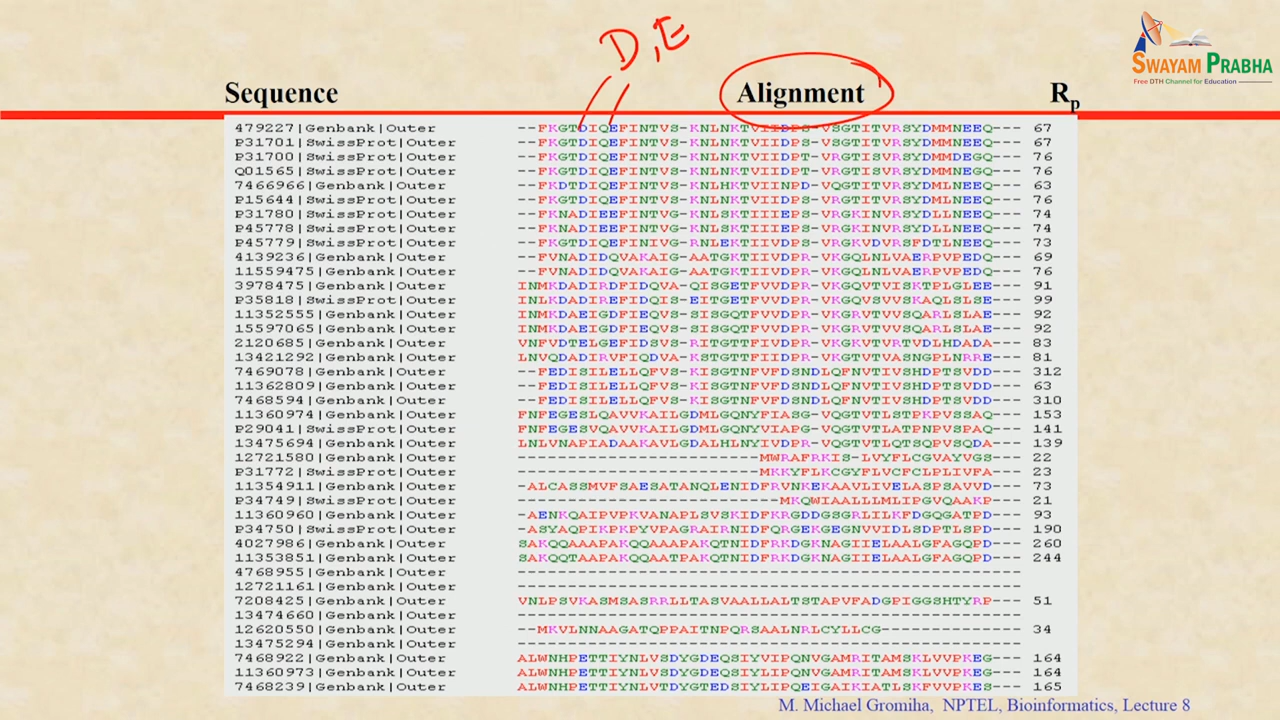 D,E
SWAYAM PRABHA
Free DTH Channel for Education
Sequence Alignment Rp
479227|Genbank|Outer --FKGTDIQEFINTVS-KNLNKTVIIDPS-VSGTITVRSYDMMNEEQ--- 67
P31701|SwissProt|Outer --FKGTDIQEFINTVS-KNLNKTVIIDPS-VSGTITVRSYDMMNEEQ--- 67
P31700|SwissProt|Outer --FKGTDIQEFINTVS-KNLNKTVIIDPT-VRGTISVRSYDMMDEGQ--- 76
Q01565|SwissProt|Outer --FKGTDIQEFINTVS-KNLNKTVIIDPT-VRGTISVRSYDMMNEGQ--- 76
7466966|Genbank|Outer --FKDTDIQEFINTVS-KNLHKTVIINPD-VQGTITVRSYDMLNEEQ--- 63
P15644|SwissProt|Outer --FKGTDIQEFINTVS-KNLNKTVIIDPS-VRGTITVRSYDMLNEEQ--- 76
P31780|SwissProt|Outer --FKNADIEEFINTVG-KNLSKTIIIEPS-VRGKINVRSYDLLNEEQ--- 74
P45778|SwissProt|Outer --FKNADIEEFINTVG-KNLSKTIIIEPS-VRGKINVRSYDLLNEEQ--- 74
P45779|SwissProt|Outer --FKGTDIQEFINIVG-RNLEKTIIVDPS-VRGKVDVRSFDTLNEEQ--- 73
4139236|Genbank|Outer --FVNADIDQVAKAIG-AATGKTIIVDPR-VKGQLNLVAERPVPEDQ--- 69
11559475|Genbank|Outer --FVNADIDQVAKAIG-AATGKTIIVDPR-VKGQLNLVAERPVPEDQ--- 76
3978475|Genbank|Outer INMKDADIRDFIDQVA-QISGETFVVDPR-VKGQVTVISKTPLGLEE--- 91
P35818|SwissProt|Outer INLKDADIREFIDQIS-EITGETFVVDPR-VKGQVSVVSKAQLSLSE--- 99
11352555|Genbank|Outer INMKDAEIGDFIEQVS-SISGQTFVVDPR-VKGRVTVVSQARLSLAE--- 92
15597065|Genbank|Outer INMKDAEIGDFIEQVS-SISGQTFVVDPR-VKGRVTVVSQARLSLAE--- 92
2120685|Genbank|Outer VNFVDTELGEFIDSVS-RITGTTFIVDPR-VKGKVTVRTVDLHDADA--- 83
13421292|Genbank|Outer LNVQDADIRVFIQDVA-KSTGTTFIIDPR-VKGTVTVASNGPLNRRE--- 81
7469078|Genbank|Outer --FEDISILELLQFVS-KISGTNFVFDSNDLQFNVTIVSHDPTSVDD--- 312
11362809|Genbank|Outer --FEDISILELLQFVS-KISGTNFVFDSNDLQFNVTIVSHDPTSVDD--- 63
7468594|Genbank|Outer --FEDISILELLQFVS-KISGTNFVFDSNDLQFNVTIVSHDPTSVDD--- 310
11360974|Genbank|Outer FNFEGESLQAVVKAILGDMLGQNYFIASG-VQGTVTLSTPKPVSSAQ--- 153
P29041|SwissProt|Outer FNFEGESVQAVVKAILGDMLGQNYVIAPG-VQGTVTLATPNPVSPAQ--- 141
13475694|Genbank|Outer LNLVNAPIADAAKAVLGDALHLNYIVDPR-VQGTVTLQTSQPVSQDA--- 139
12721580|Genbank|Outer -------------------------MWRAFRKIS-LVYFLCGVAYVGS--- 22
P31772|SwissProt|Outer -------------------------MKKYFLKCGYFLVCFCLPLIVFA--- 23
11354911|Genbank|Outer -ALCASSMVFSAESATANQLENIDFRVNKEKAAVLIVELASPSAVVD--- 73
P34749|SwissProt|Outer ---------------------------MKQWIAALLLMLIPGVQAAKP--- 21
11360960|Genbank|Outer -AENKQAIPVPKVANAPLSVSKIDFKRGDDGSGRLILKFDGQGATPD--- 93
P34750|SwissProt|Outer -ASYAQPIKPKPYVPAGRAIRNIDFQRGEKGEGNVVIDLSDPTLSPD--- 190
4027986|Genbank|Outer SAKQQAAAPAKQQAAAPAKQTNIDFRKDGKNAGIIELAALGFAGQPD--- 260
11353851|Genbank|Outer SAKQQTAAPAKQQAATPAKQTNIDFRKDGKNAGIIELAALGFAGQPD--- 244
4768955|Genbank|Outer --------------------------------------------------
12721161|Genbank|Outer --------------------------------------------------
7208425|Genbank|Outer VNLPSVKASMSASRRLLTASVAALLALTSTAPVFADGPIGGSHTYRP--- 51
13474660|Genbank|Outer --------------------------------------------------
12620550|Genbank|Outer --MKVLNNAAGATQPPAITNPQRSAALNRLCYLLCG-------------- 34
13475294|Genbank|Outer --------------------------------------------------
7468922|Genbank|Outer ALWNHPETTIYNLVSDYGDEQSIYVIPQNVGAMRITAMSKLVVPKEG--- 164
11360973|Genbank|Outer ALWNHPETTIYNLVSDYGDEQSIYVIPQNVGAMRITAMSKLVVPKEG--- 164
7468239|Genbank|Outer ALWNHPETTIYNLVTDYGTEDSIYLIPQEIGAIKIATLSKFVVPKES--- 165
M. Michael Gromiha, NPTEL, Bioinformatics, Lecture 8